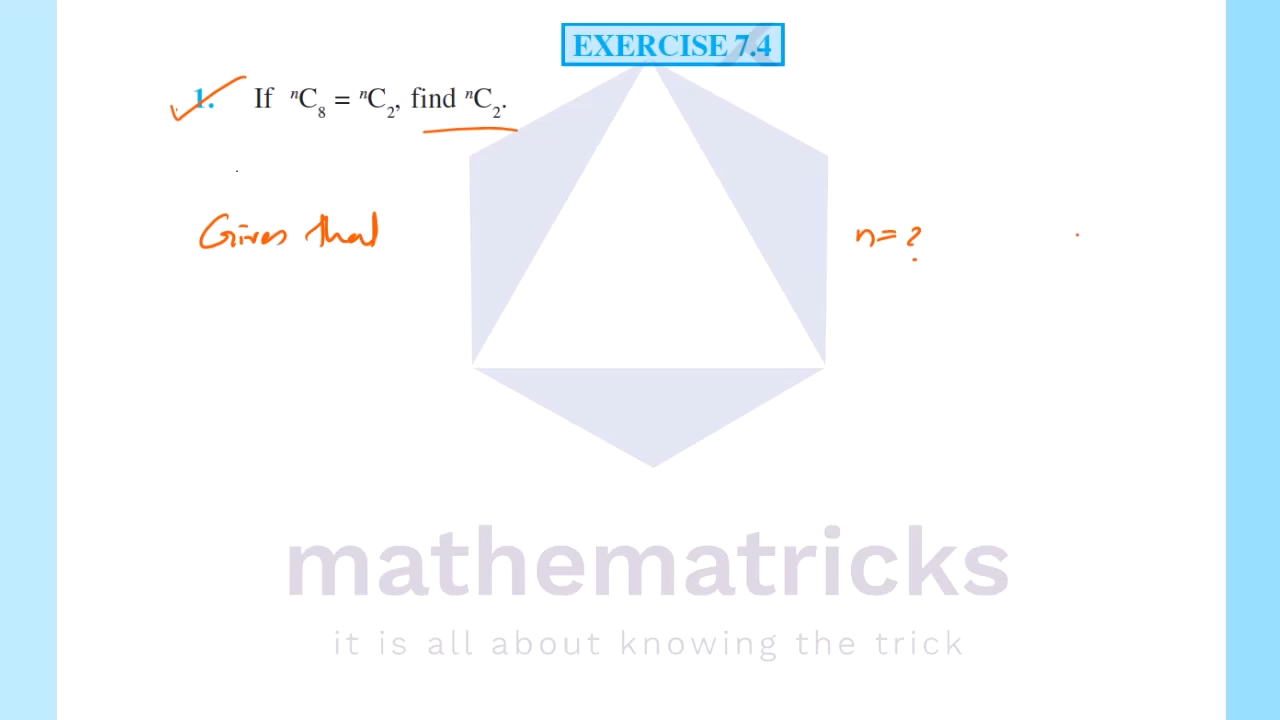 EXERCISE 7.4
1. If ⁿC₈ = ⁿC₂, find ⁿC₂.
Given that
n = ?
mathematricks
it is all about knowing the trick